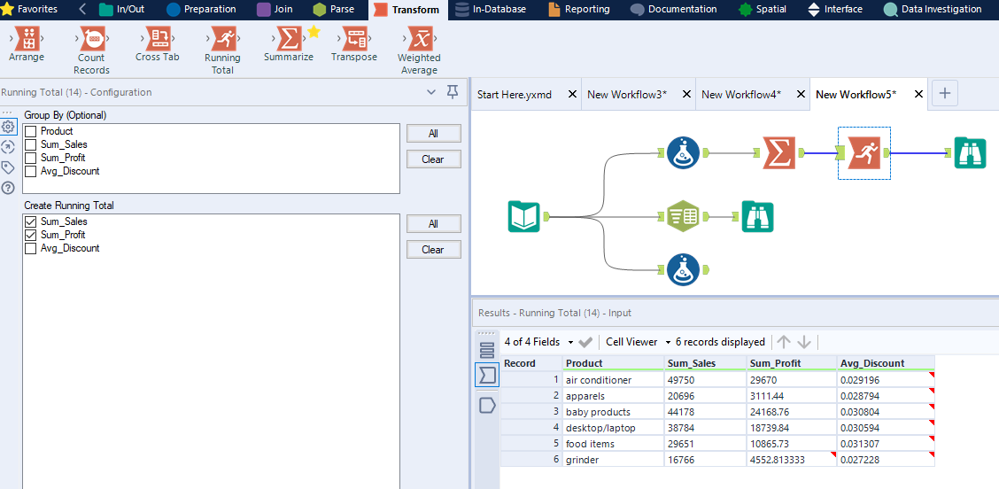 Favorites In/Out Preparation Join Parse Transform In-Database Reporting Documentation Spatial Interface Data Investigation
Arrange Count Records Cross Tab Running Total Summarize Transpose Weighted Average
Running Total (14) - Configuration
Group By (Optional)
Product
Sum_Sales
Sum_Profit
Avg_Discount
All
Clear
Create Running Total
Sum_Sales
Sum_Profit
Avg_Discount
All
Clear
Start Here.yxmd New Workflow3* New Workflow4* New Workflow5*
Results - Running Total (14) - Input
4 of 4 Fields Cell Viewer 6 records displayed
Record Product Sum_Sales Sum_Profit Avg_Discount
1 air conditioner 49750 29670 0.029196
2 apparels 20696 3111.44 0.028794
3 baby products 44178 24168.76 0.030804
4 desktop/laptop 38784 18739.84 0.030594
5 food items 29651 10865.73 0.031307
6 grinder 16766 4552.813333 0.027228